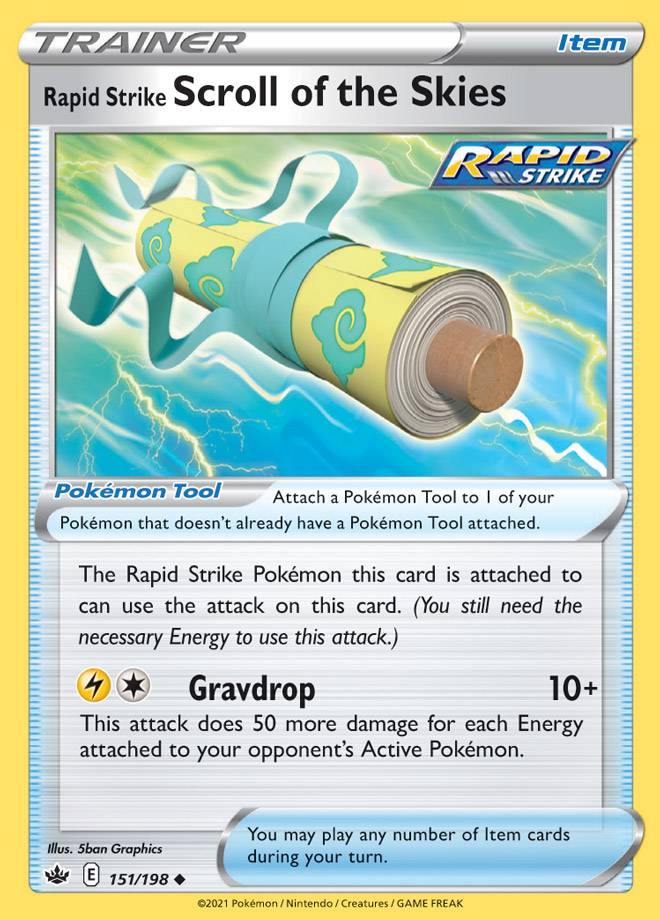 TRAINER Item
Rapid Strike Scroll of the Skies
RAPID
STRIKE
Pokémon Tool Attach a Pokémon Tool to 1 of your
Pokémon that doesn't already have a Pokémon Tool attached.
The Rapid Strike Pokémon this card is attached to
can use the attack on this card. (You still need the
necessary Energy to use this attack.)
Gravdrop 10+
This attack does 50 more damage for each Energy
attached to your opponent's Active Pokémon.
You may play any number of Item cards
during your turn.
Illus. 5ban Graphics
E 151/198
©2021 Pokémon / Nintendo / Creatures / GAME FREAK